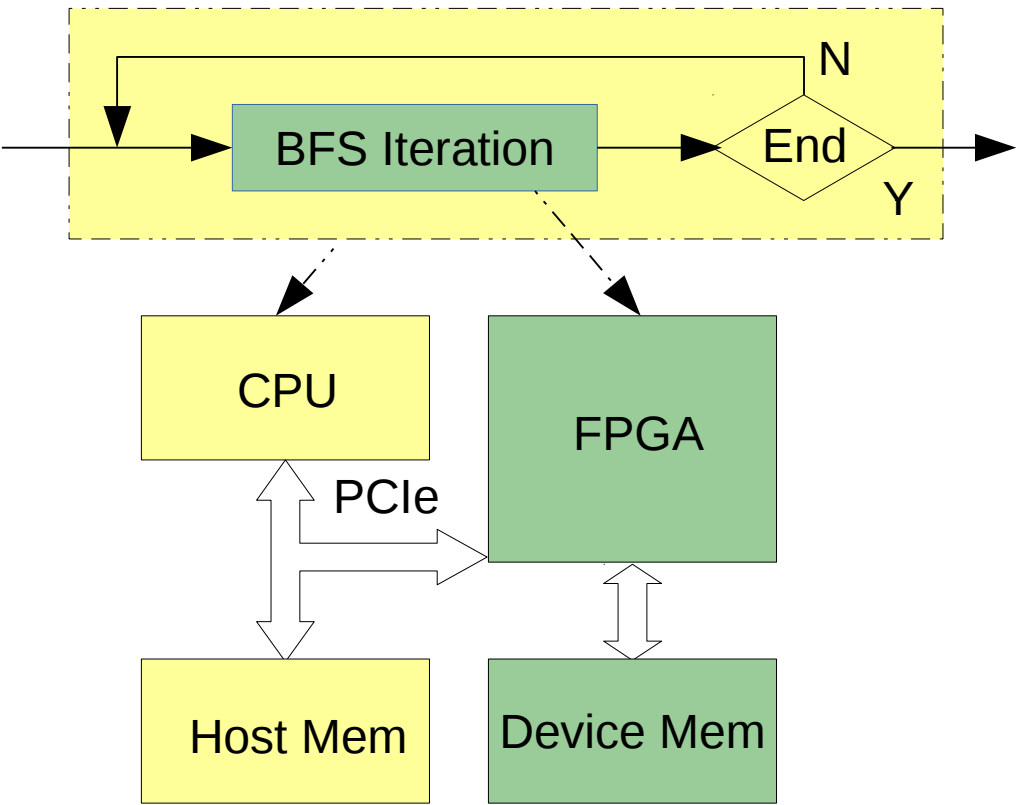 N
BFS Iteration
End
Y
CPU
FPGA
PCIe
Host Mem
Device Mem